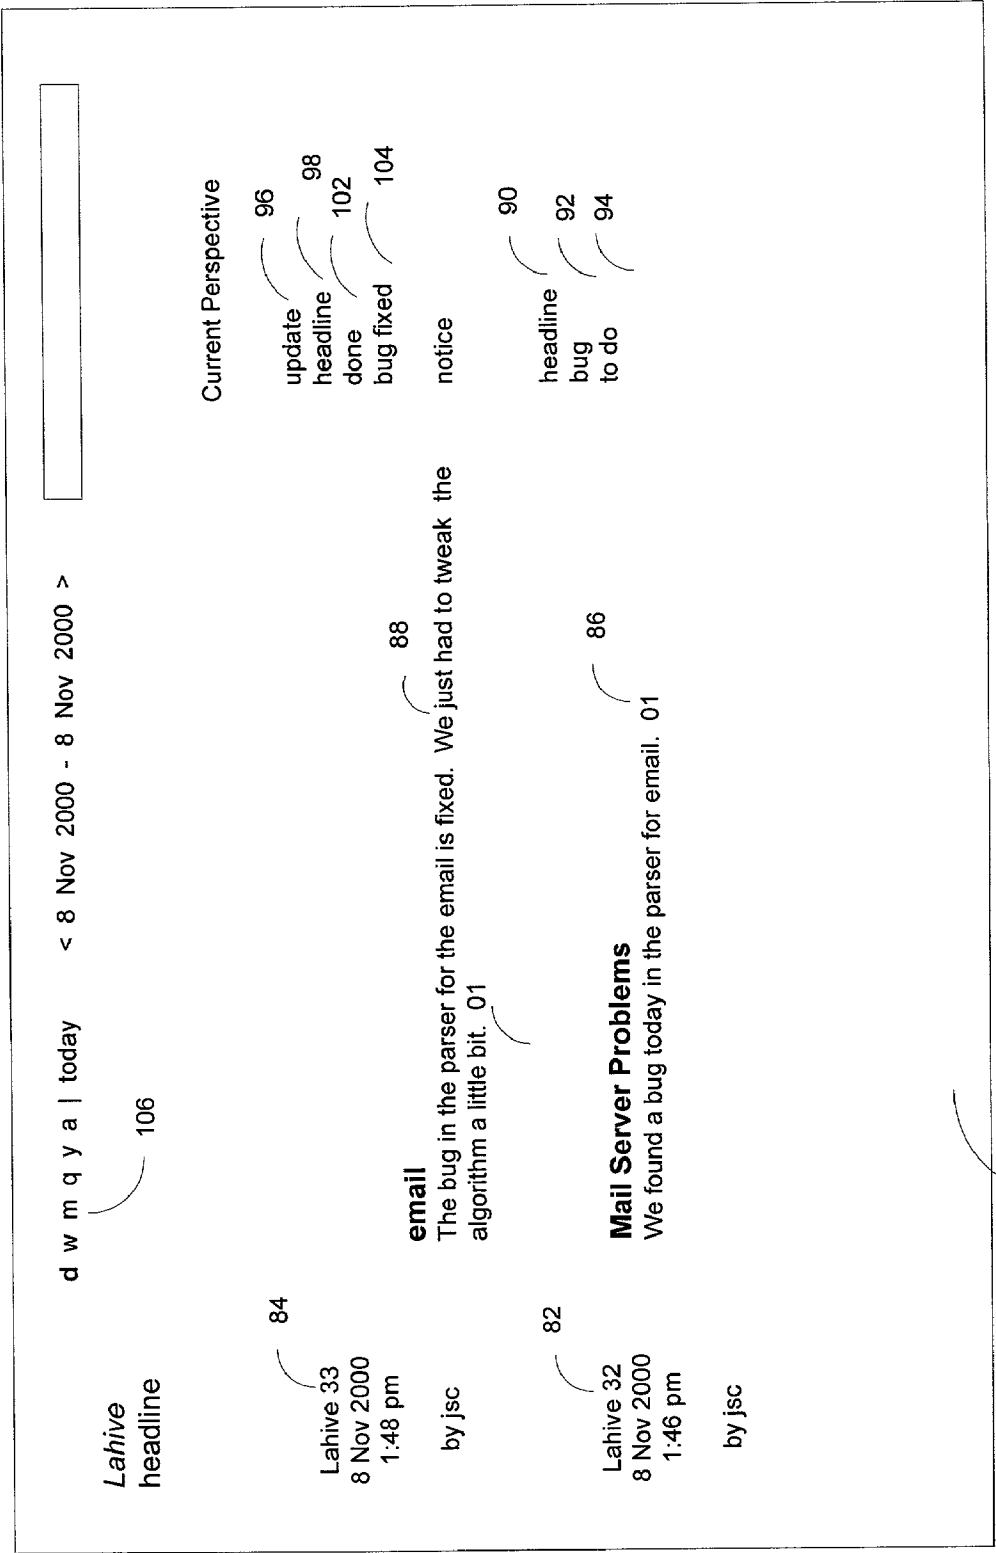 d w m q y a | today < 8 Nov 2000 - 8 Nov 2000 >
Lahive
headline
106
Current Perspective
84
Lahive 33
8 Nov 2000
1:48 pm
by jsc
email
88
The bug in the parser for the email is fixed. We just had to tweak the
algorithm a little bit. 01
96
98
102
104
update
headline
done
bug fixed
notice
82
Lahive 32
8 Nov 2000
1:46 pm
by jsc
Mail Server Problems
86
We found a bug today in the parser for email. 01
90
92
94
headline
bug
to do